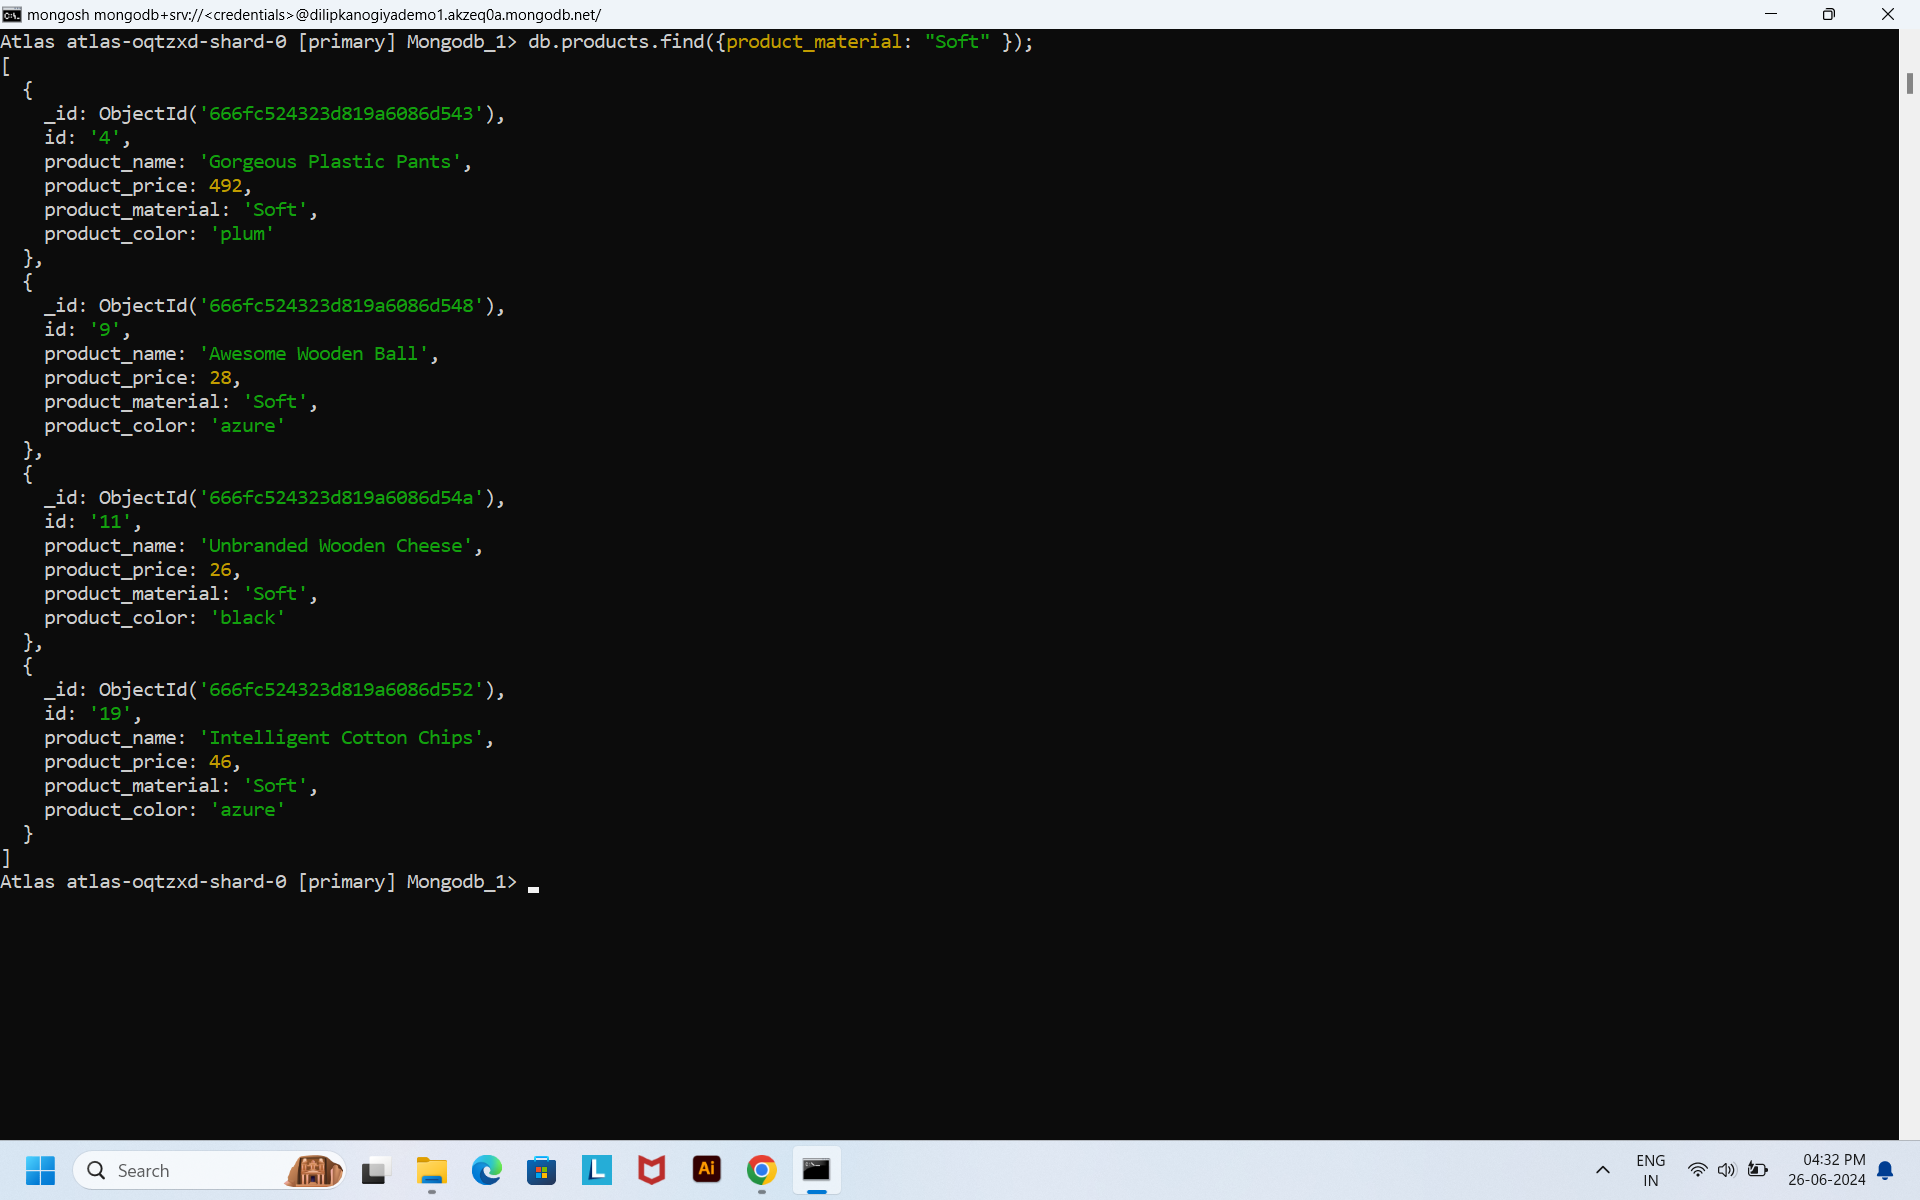 mongosh mongodb+srv://<credentials>@dilipkanogiyademo1.akzeq0a.mongodb.net/
Atlas atlas-oqtzxd-shard-0 [primary] Mongodb_1> db.products.find({product_material: "Soft" });
[
  {
    _id: ObjectId('666fc524323d819a6086d543'),
    id: '4',
    product_name: 'Gorgeous Plastic Pants',
    product_price: 492,
    product_material: 'Soft',
    product_color: 'plum'
  },
  {
    _id: ObjectId('666fc524323d819a6086d548'),
    id: '9',
    product_name: 'Awesome Wooden Ball',
    product_price: 28,
    product_material: 'Soft',
    product_color: 'azure'
  },
  {
    _id: ObjectId('666fc524323d819a6086d54a'),
    id: '11',
    product_name: 'Unbranded Wooden Cheese',
    product_price: 26,
    product_material: 'Soft',
    product_color: 'black'
  },
  {
    _id: ObjectId('666fc524323d819a6086d552'),
    id: '19',
    product_name: 'Intelligent Cotton Chips',
    product_price: 46,
    product_material: 'Soft',
    product_color: 'azure'
  }
]
Atlas atlas-oqtzxd-shard-0 [primary] Mongodb_1>
Search
L
Ai
ENG
IN
04:32 PM
26-06-2024